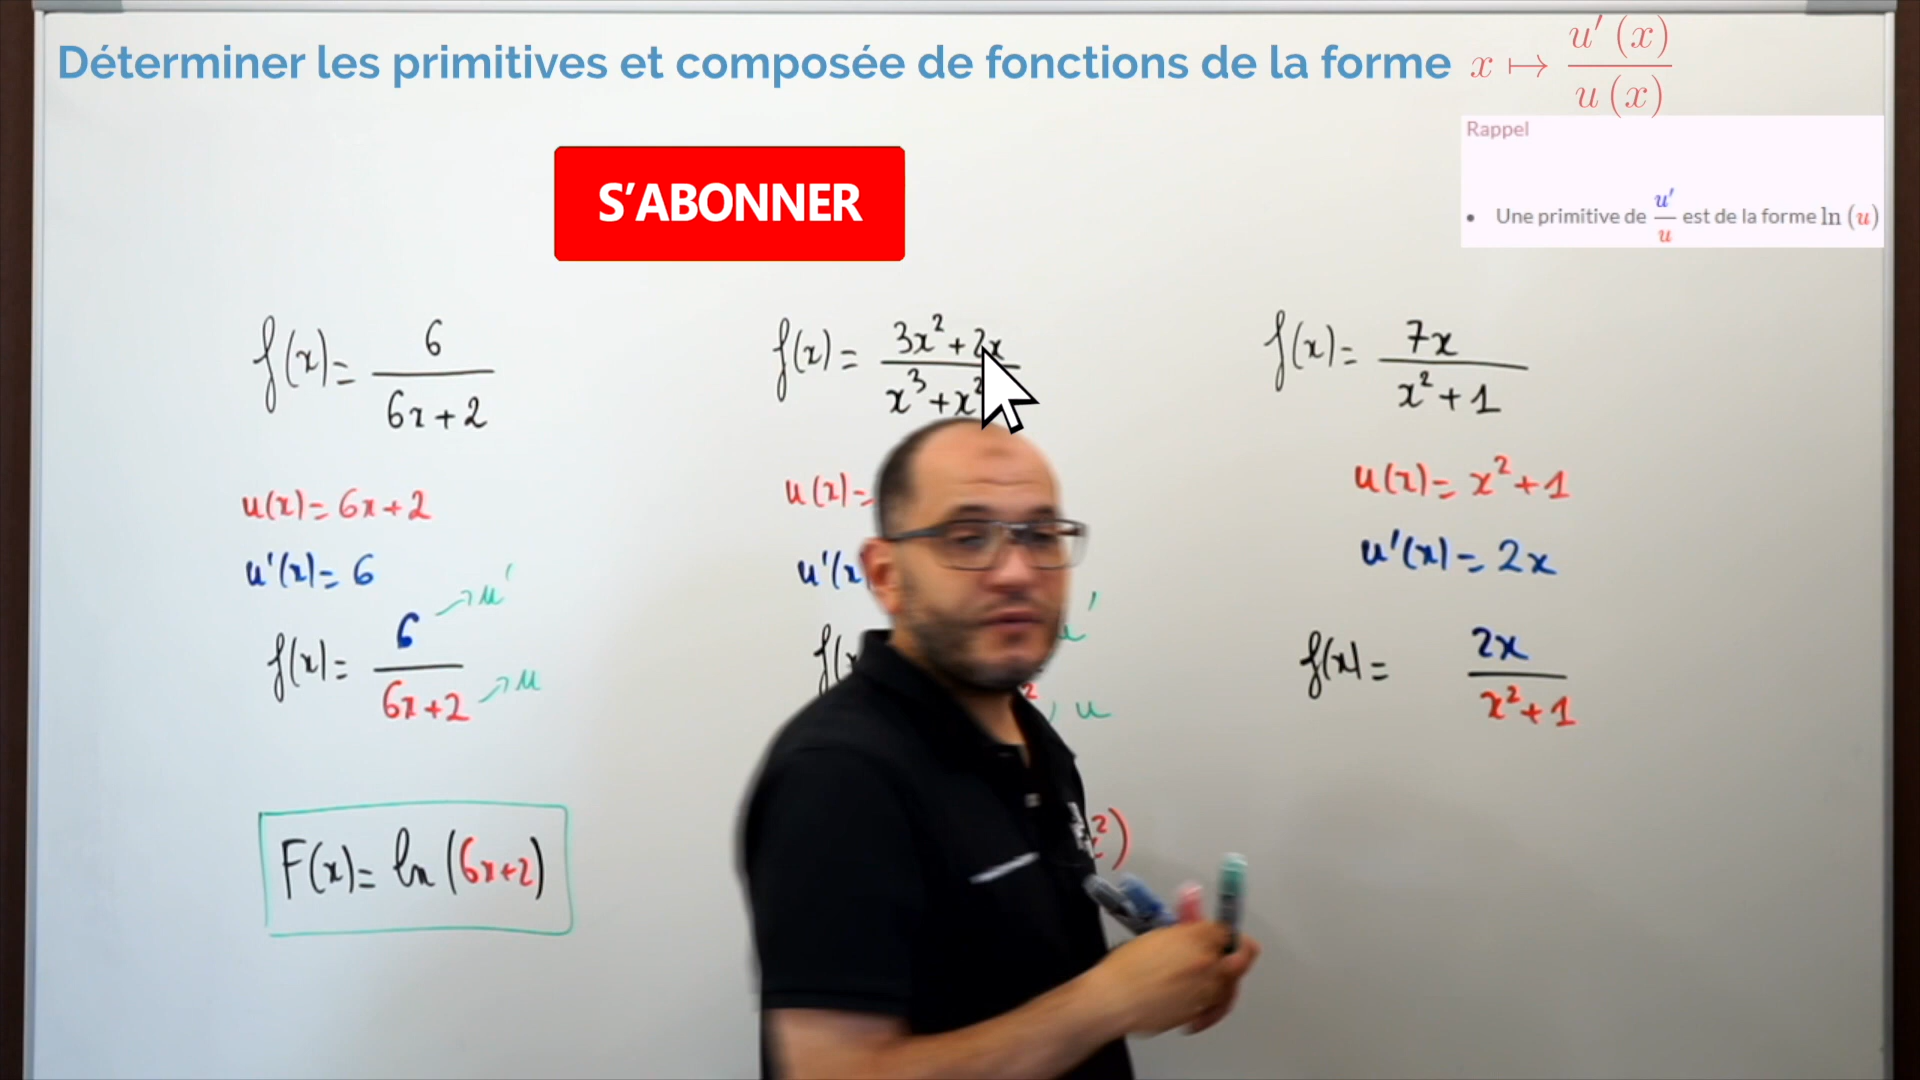 Déterminer les primitives et composée de fonctions de la forme x ↦ u′(x)/u(x)
Rappel
• Une primitive de u′/u est de la forme ln(u)
S'ABONNER
f(x) = 6/(6x+2)
u(x) = 6x+2
u'(x) = 6
f(x) = 6/(6x+2)
u'
u
F(x) = ln(6x+2)
f(x) = (3x²+2x)/(x³+x²
u(x) =
u'(x
f(x
u'
u
²)
f(x) = 7x/(x²+1)
u(x) = x²+1
u'(x) = 2x
f(x) = 2x/(x²+1)